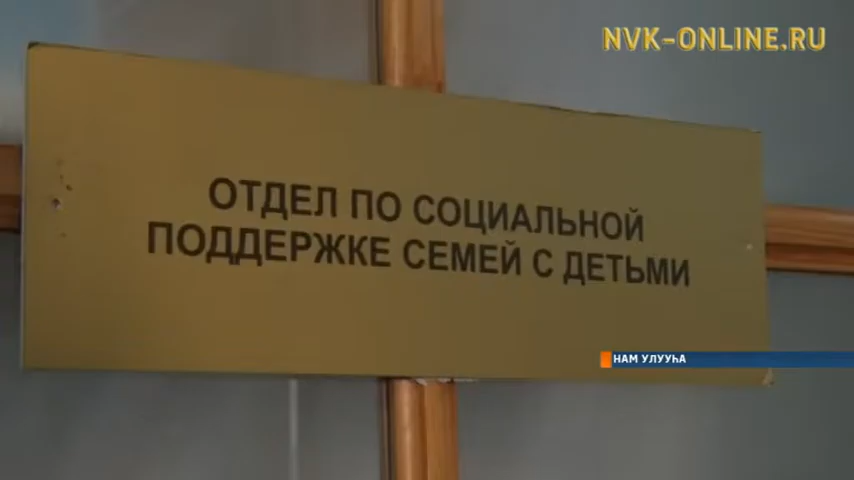 NVK-ONLINE.RU
ОТДЕЛ ПО СОЦИАЛЬНОЙ
ПОДДЕРЖКЕ СЕМЕЙ С ДЕТЬМИ
НАМ УЛУУҺА